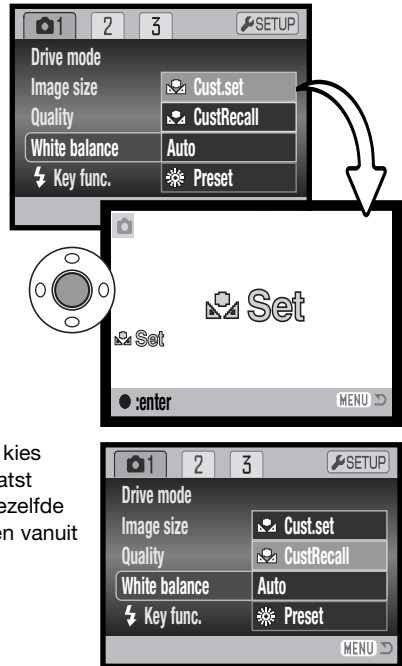 1 2 3 SETUP
Drive mode
Image size Cust.set
Quality CustRecall
White balance Auto
Key func. Preset
Set
Set
:enter MENU
kies
atst
ezelfde
en vanuit
1 2 3 SETUP
Drive mode
Image size Cust.set
Quality CustRecall
White balance Auto
Key func. Preset
MENU